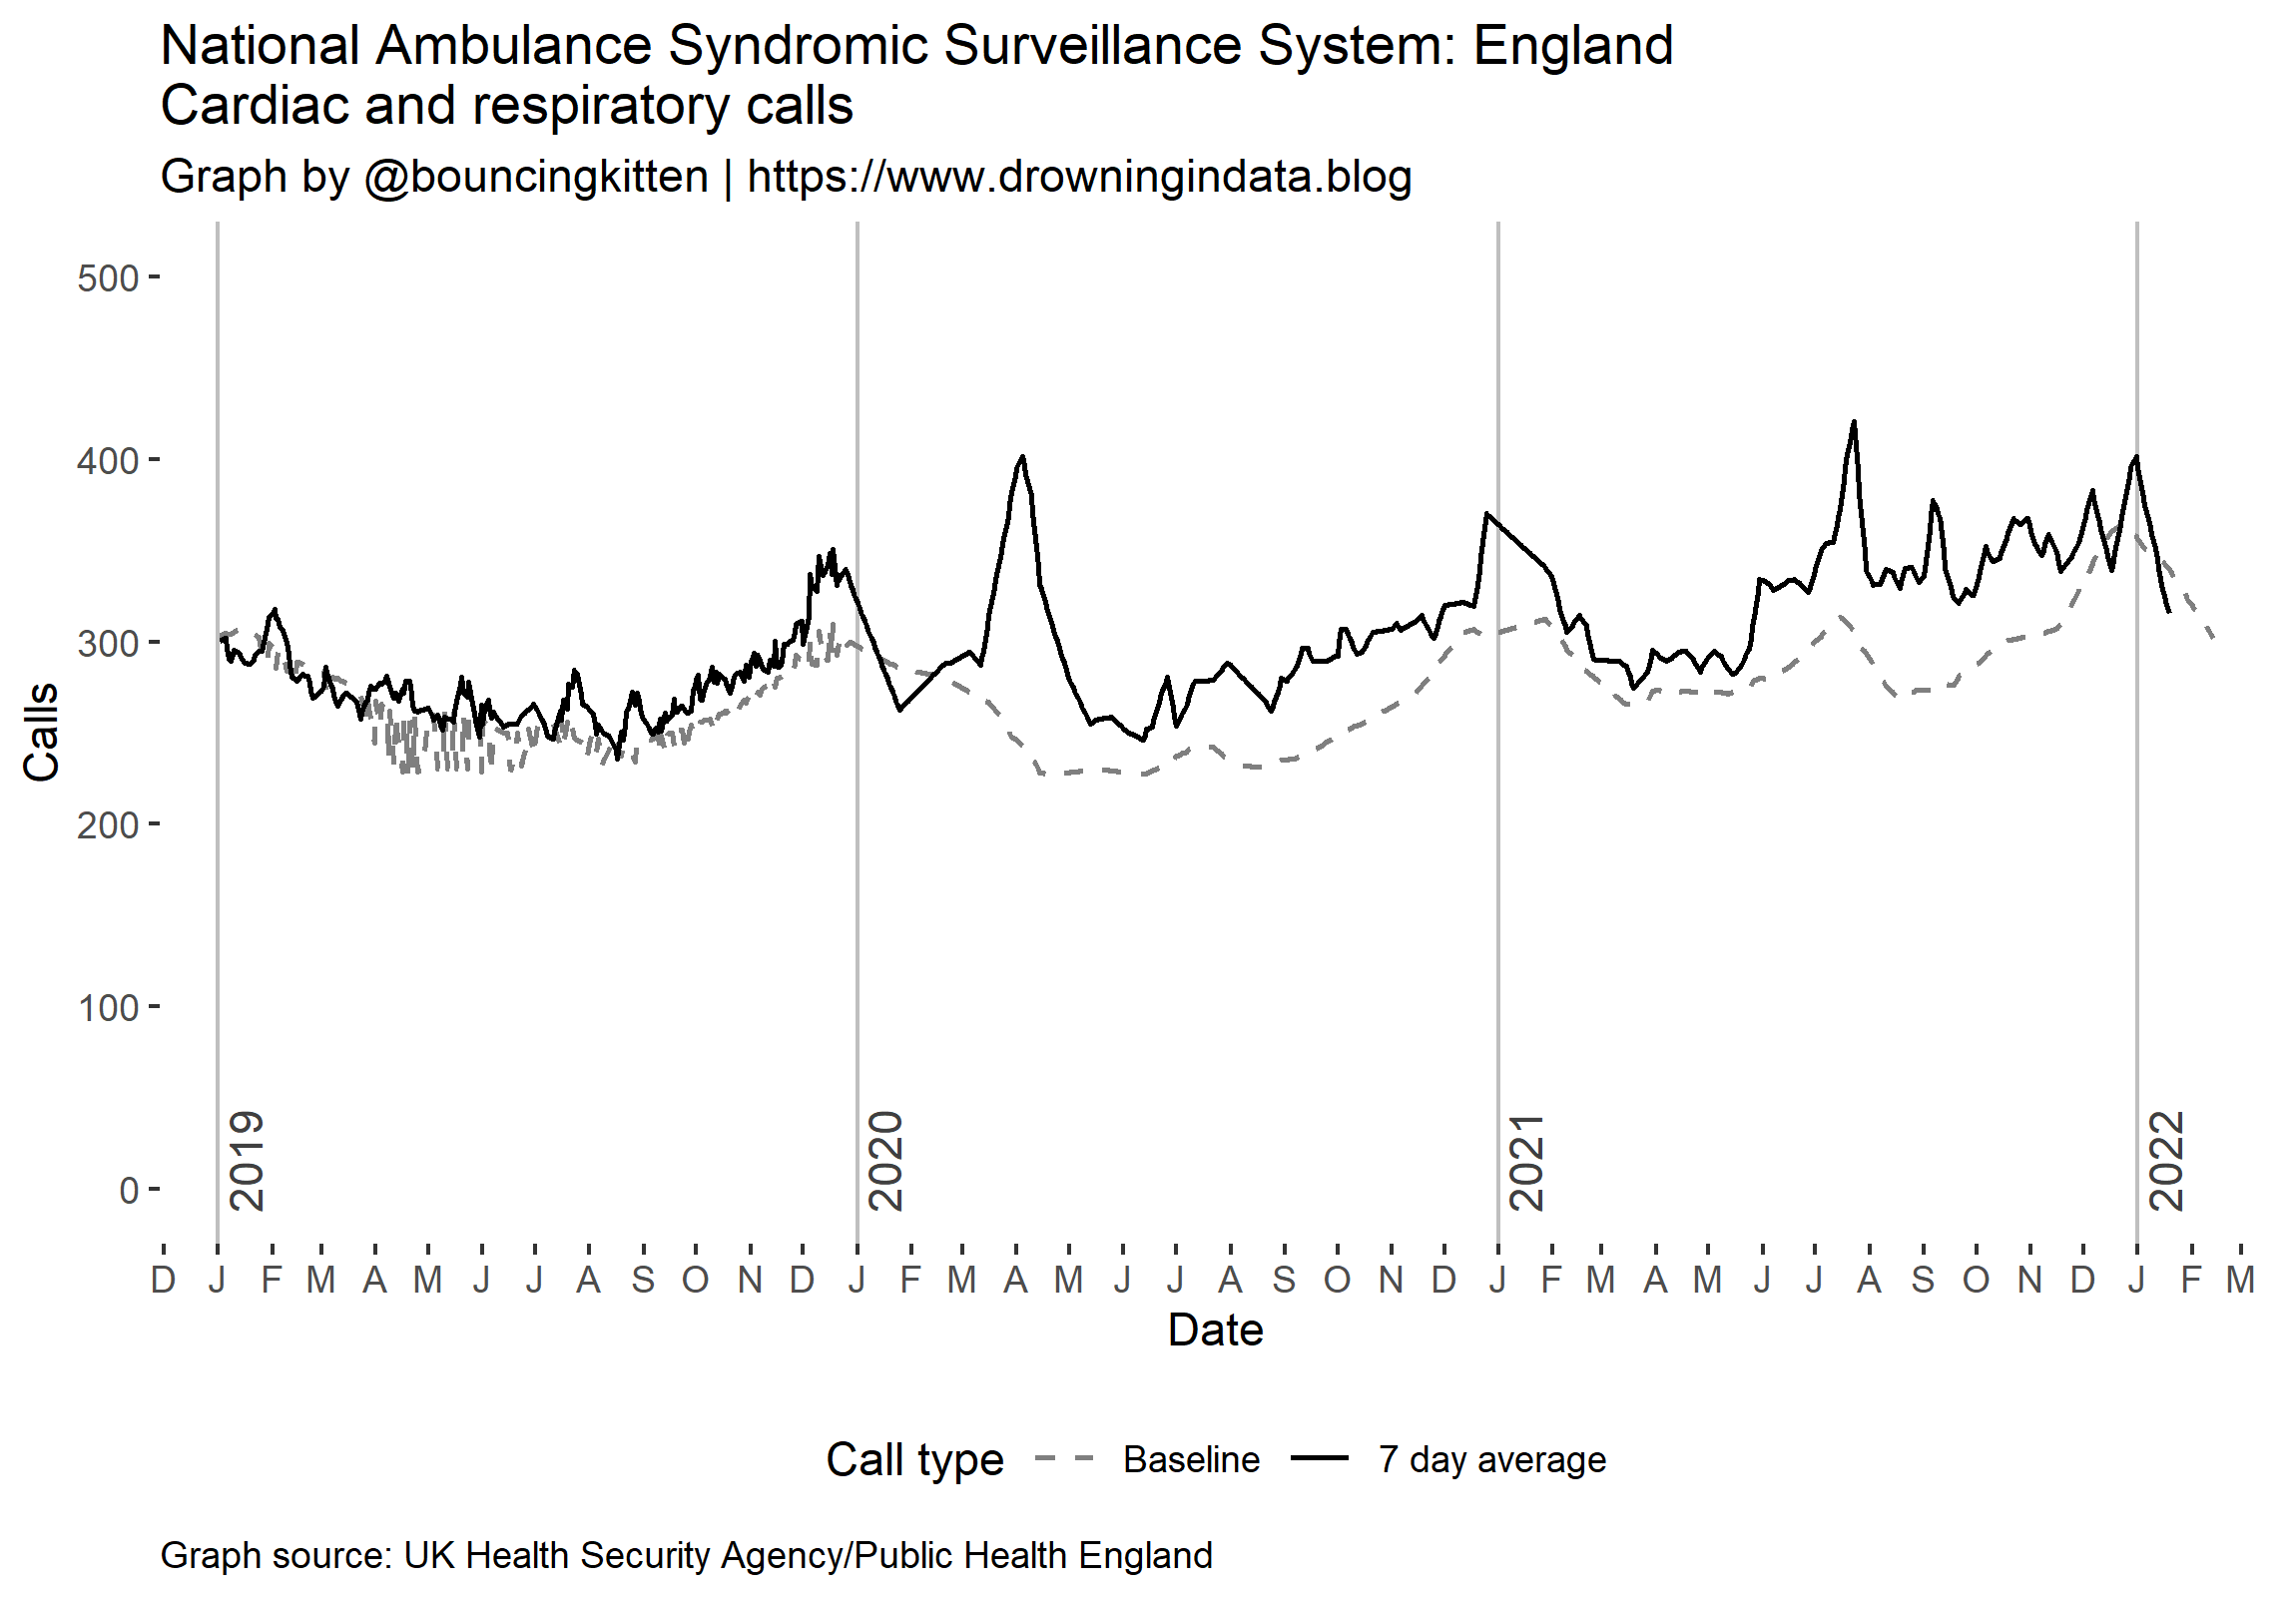 National Ambulance Syndromic Surveillance System: England
Cardiac and respiratory calls
Graph by @bouncingkitten | https://www.drowningindata.blog
500
400
300
200
100
0
Calls
2019
2020
2021
2022
D J F M A M J J A S O N D J F M A M J J A S O N D J F M A M J J A S O N D J F M
Date
Call type Baseline 7 day average
Graph source: UK Health Security Agency/Public Health England